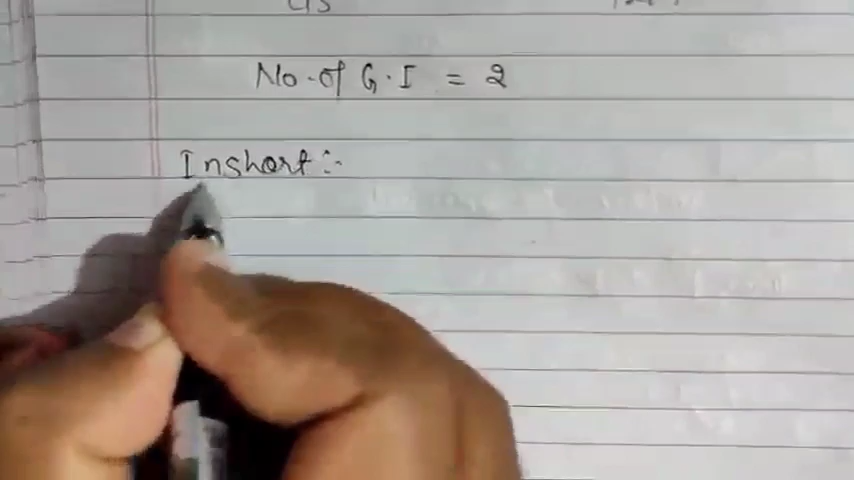 No. of G.I = 2
Inshort :-